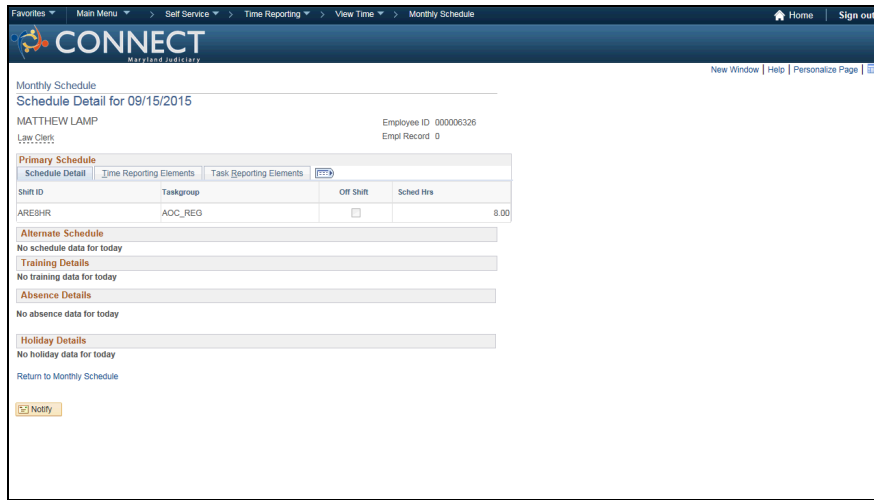 Favorites Main Menu > Self Service > Time Reporting > View Time > Monthly Schedule Home Sign out
CONNECT
Maryland Judiciary
New Window | Help | Personalize Page |
Monthly Schedule
Schedule Detail for 09/15/2015
MATTHEW LAMP Employee ID 000006326
Law Clerk Empl Record 0
Primary Schedule
Schedule Detail Time Reporting Elements Task Reporting Elements
Shift ID Taskgroup Off Shift Sched Hrs
ARE8HR AOC_REG 8.00
Alternate Schedule
No schedule data for today
Training Details
No training data for today
Absence Details
No absence data for today
Holiday Details
No holiday data for today
Return to Monthly Schedule
Notify